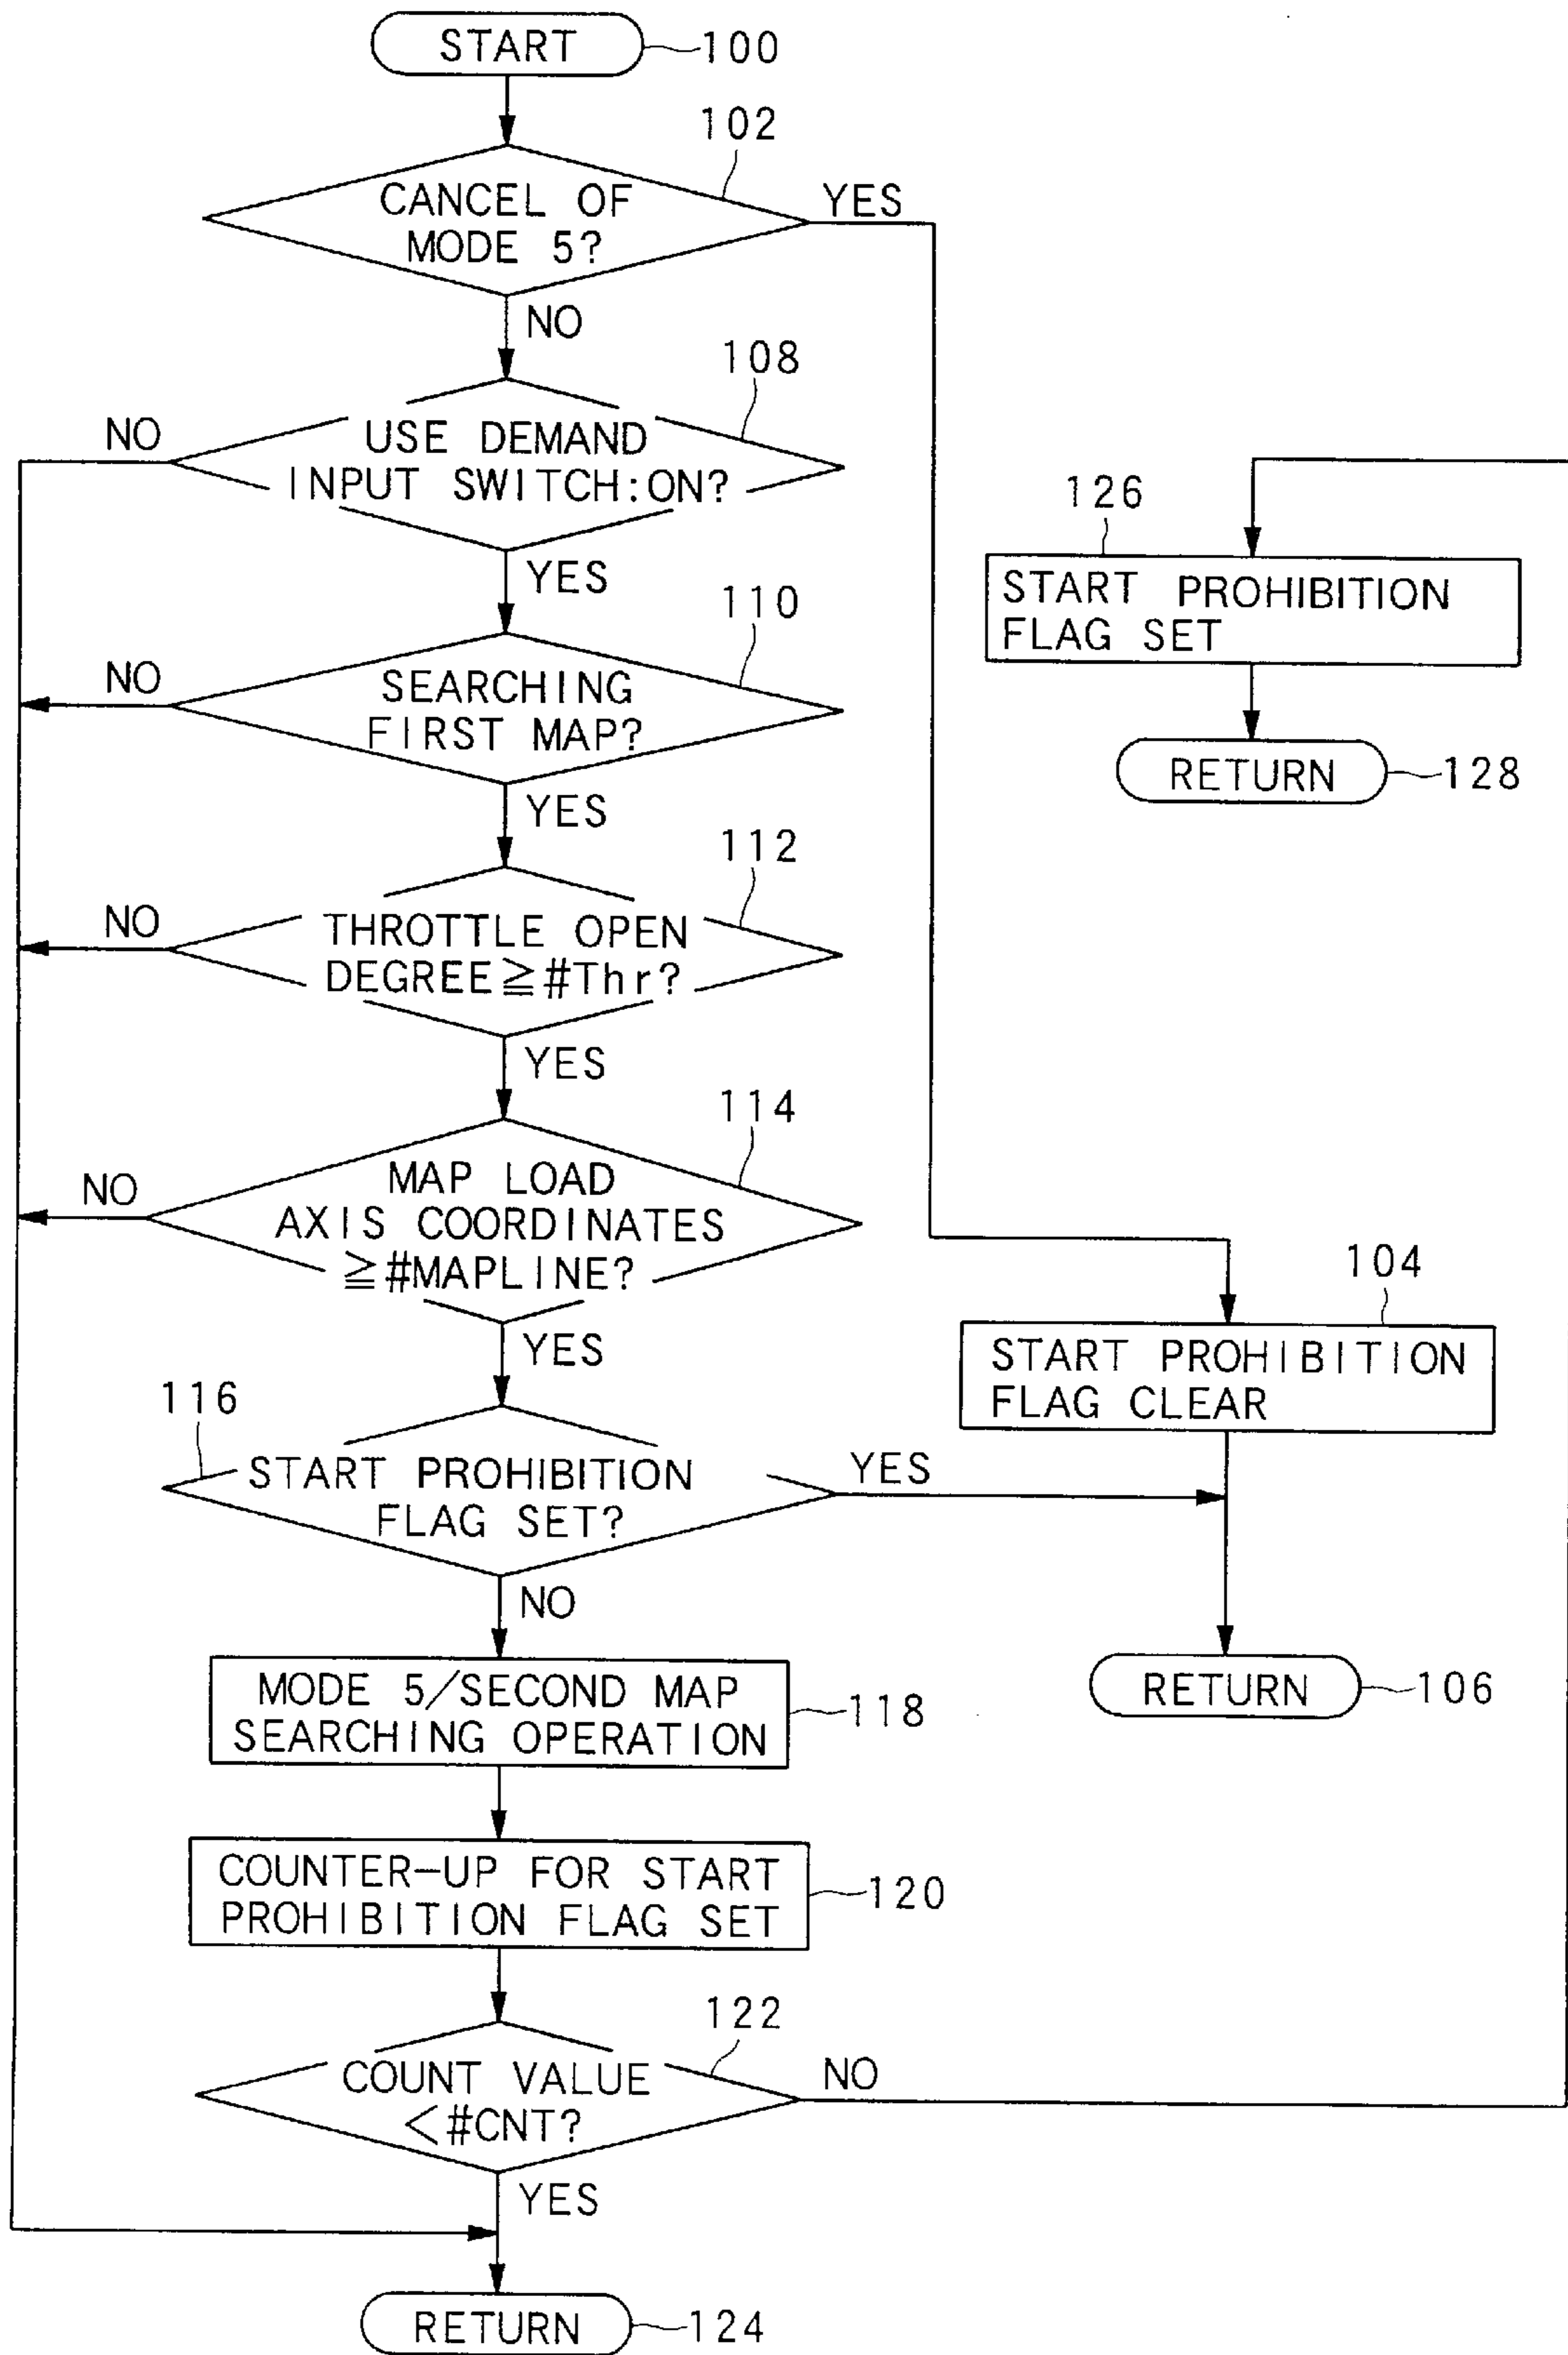 START
100
102
CANCEL OF
MODE 5?
YES
NO
108
NO
USE DEMAND
INPUT SWITCH:ON?
YES
110
NO
SEARCHING
FIRST MAP?
YES
112
NO
THROTTLE OPEN
DEGREE≧#Thr?
YES
114
NO
MAP LOAD
AXIS COORDINATES
≧#MAPLINE?
YES
116
START PROHIBITION
FLAG SET?
YES
NO
MODE 5/SECOND MAP
SEARCHING OPERATION
118
COUNTER-UP FOR START
PROHIBITION FLAG SET
120
122
COUNT VALUE
<#CNT?
NO
YES
RETURN
124
126
START PROHIBITION
FLAG SET
RETURN
128
104
START PROHIBITION
FLAG CLEAR
RETURN
106